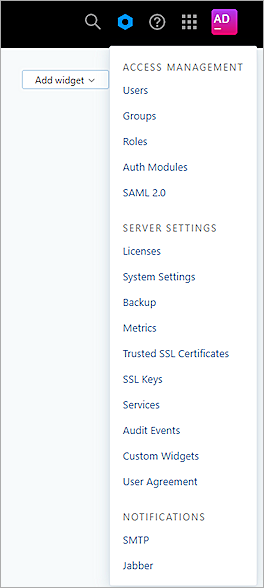 AD
Add widget
ACCESS MANAGEMENT
Users
Groups
Roles
Auth Modules
SAML 2.0
SERVER SETTINGS
Licenses
System Settings
Backup
Metrics
Trusted SSL Certificates
SSL Keys
Services
Audit Events
Custom Widgets
User Agreement
NOTIFICATIONS
SMTP
Jabber